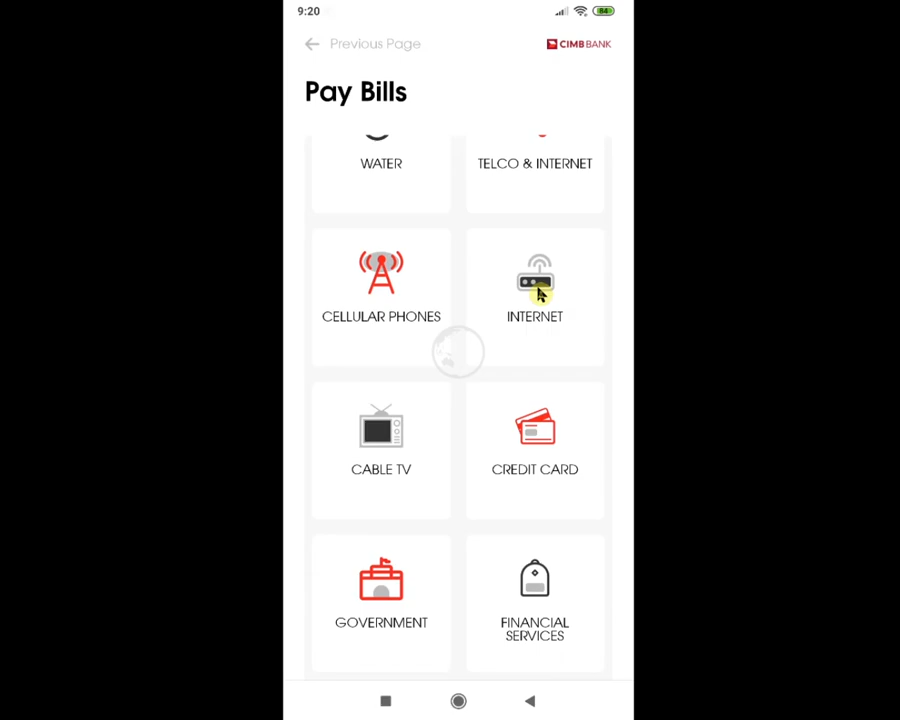 9:20
84
Previous Page
CIMB BANK
Pay Bills
WATER
TELCO & INTERNET
CELLULAR PHONES
INTERNET
CABLE TV
CREDIT CARD
GOVERNMENT
FINANCIAL
SERVICES